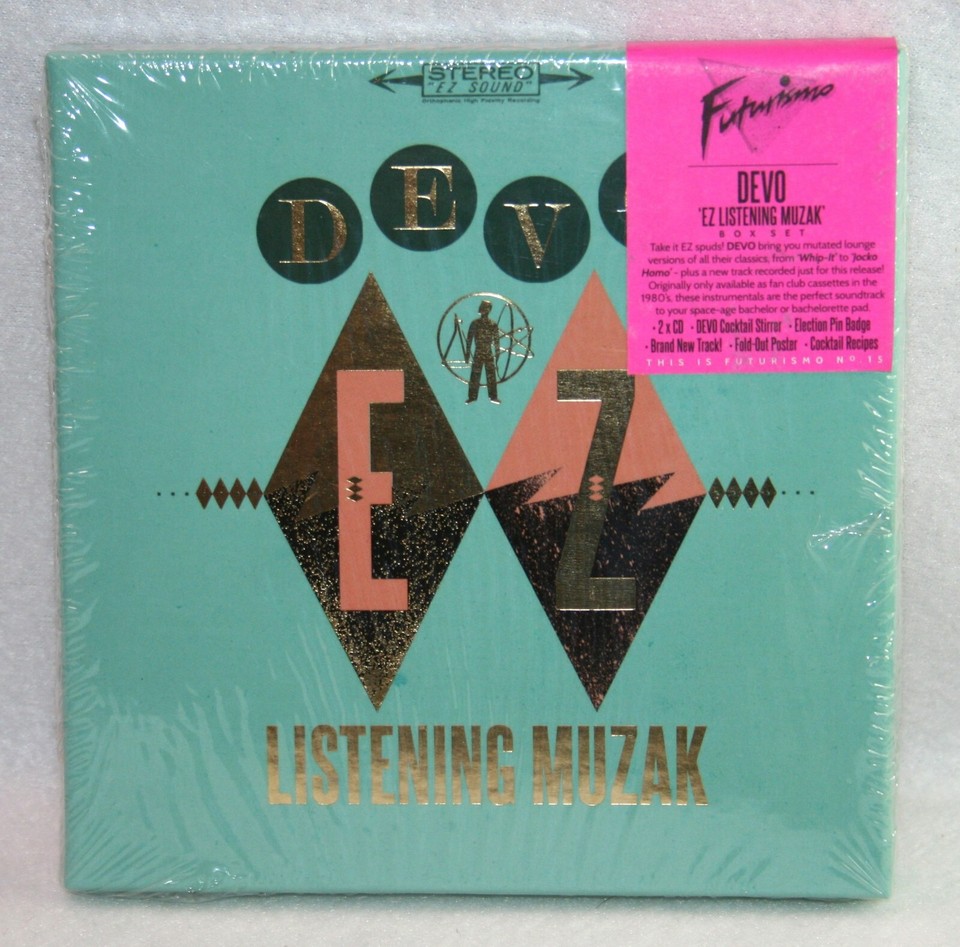 STEREO
"EZ SOUND"
Orthophonic High Fidelity Recording
DEV
EZ
LISTENING MUZAK
Futurismo
DEVO
'EZ LISTENING MUZAK'
BOX SET
Take it EZ spuds! DEVO bring you mutated lounge
versions of all their classics, from 'Whip-It' to 'Jocko
Homo' - plus a new track recorded just for this release!
Originally only available as fan club cassettes in the
1980's, these instrumentals are the perfect soundtrack
to your space-age bachelor or bachelorette pad.
· 2 x CD · DEVO Cocktail Stirrer · Election Pin Badge
· Brand New Track! · Fold-Out Poster · Cocktail Recipes
THIS IS FUTURISMO Nº.15